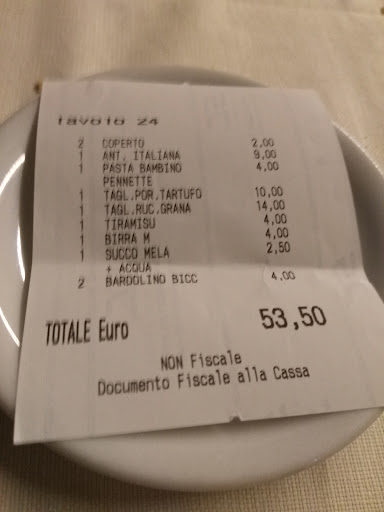 Tavolo 24
2 COPERTO 2,00
1 ANT. ITALIANA 9,00
1 PASTA BAMBINO 4,00
PENNETTE
1 TAGL.POR.TARTUFO 10,00
1 TAGL.RUC.GRANA 14,00
1 TIRAMISU 4,00
1 BIRRA M 4,00
1 SUCCO MELA 2,50
+ ACQUA
2 BARDOLINO BICC 4,00
TOTALE Euro 53,50
NON Fiscale
Documento Fiscale alla Cassa